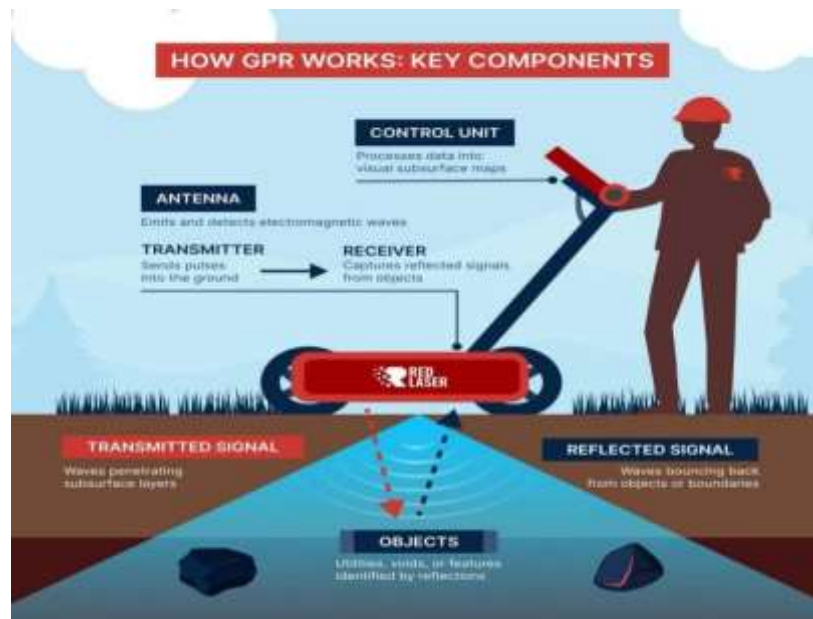 HOW GPR WORKS: KEY COMPONENTS
CONTROL UNIT
Processes data into
visual subsurface maps
ANTENNA
Emits and detects electromagnetic waves
TRANSMITTER
Sends pulses
into the ground
RECEIVER
Captures reflected signals
from objects
RED
LASER
TRANSMITTED SIGNAL
Waves penetrating
subsurface layers
REFLECTED SIGNAL
Waves bouncing back
from objects or boundaries
OBJECTS
Utilities, voids, or features
identified by reflections